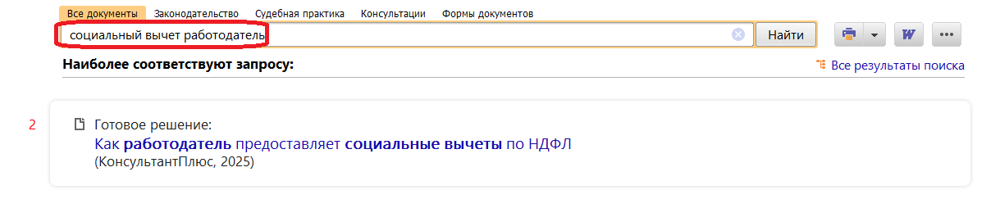 Все документы Законодательство Судебная практика Консультации Формы документов
социальный вычет работодатель Найти W
Наиболее соответствуют запросу: Все результаты поиска
2 Готовое решение:
Как работодатель предоставляет социальные вычеты по НДФЛ
(КонсультантПлюс, 2025)